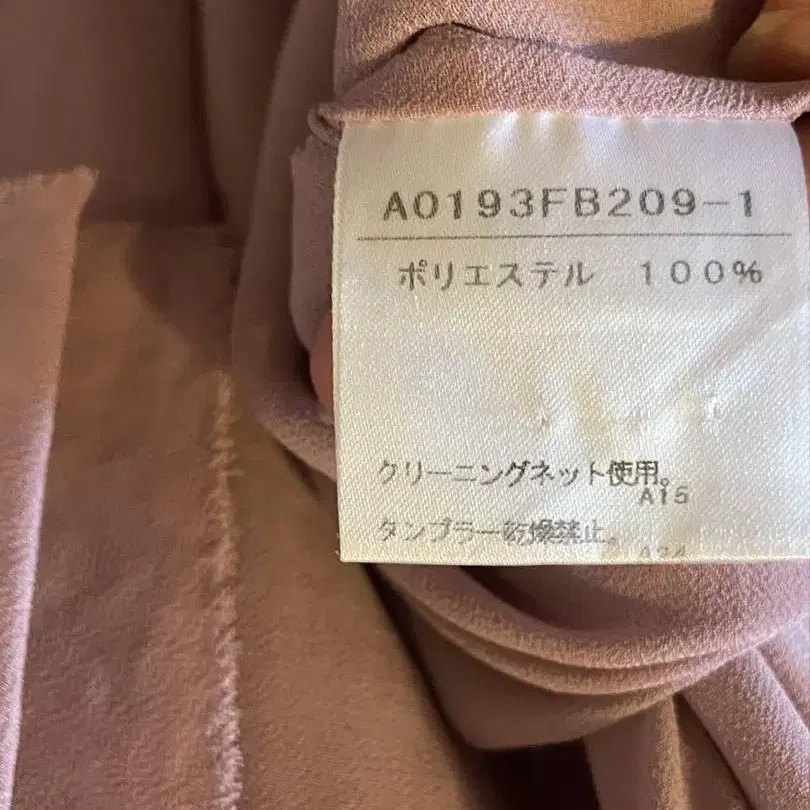 A0193FB209-1
ポリエステル 100%
クリーニングネット使用。
A15
タンブラー乾燥禁止。